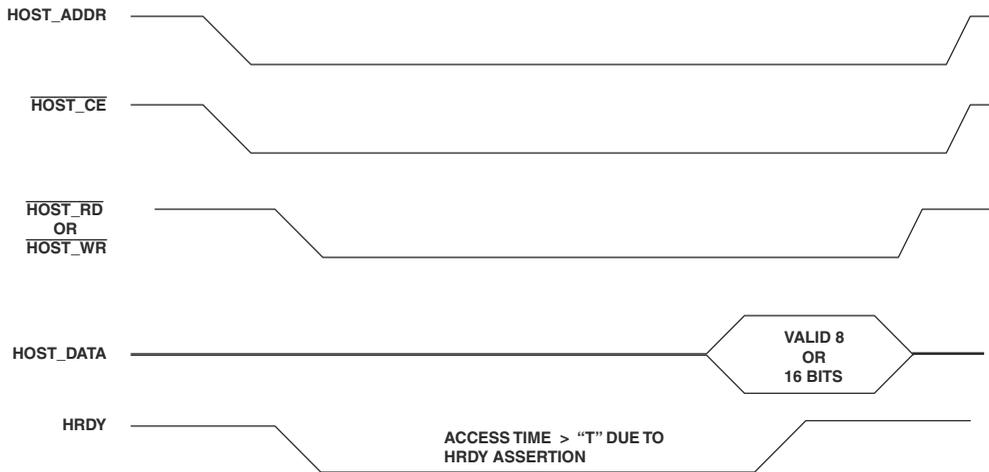 HOST_ADDR
HOST_CE
HOST_RD
OR
HOST_WR
HOST_DATA
VALID 8
OR
16 BITS
HRDY
ACCESS TIME > “T” DUE TO
HRDY ASSERTION